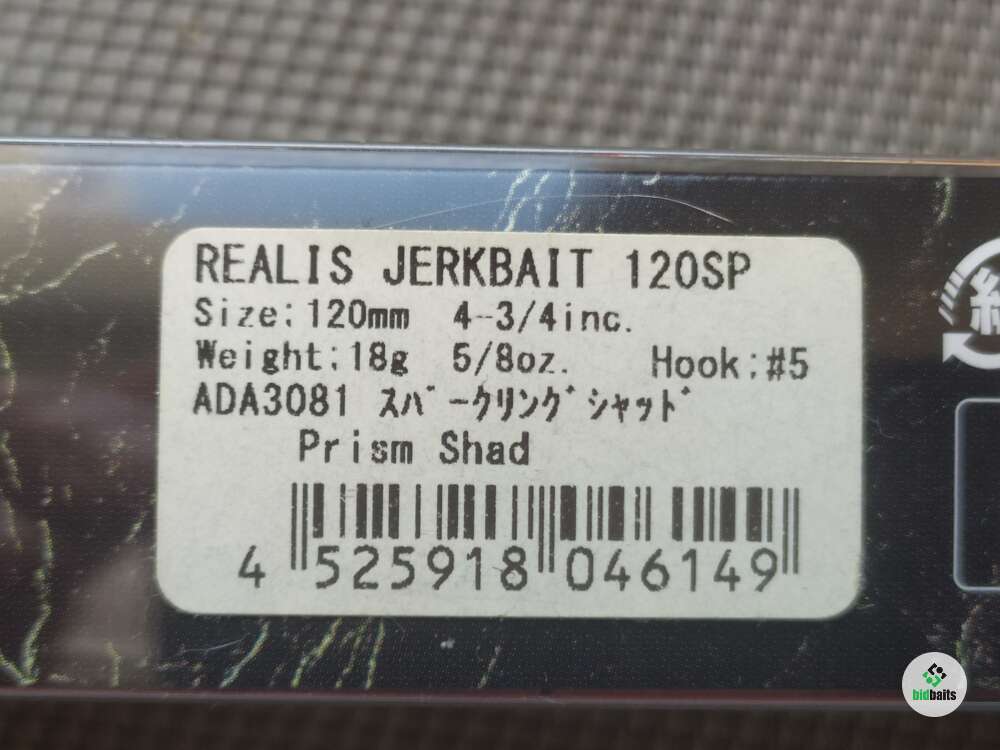 REALIS JERKBAIT 120SP
Size:120mm 4-3/4inc.
Weight:18g 5/8oz. Hook:#5
ADA3081 スパークリングシャッド
Prism Shad
4 525918 046149
bidbaits